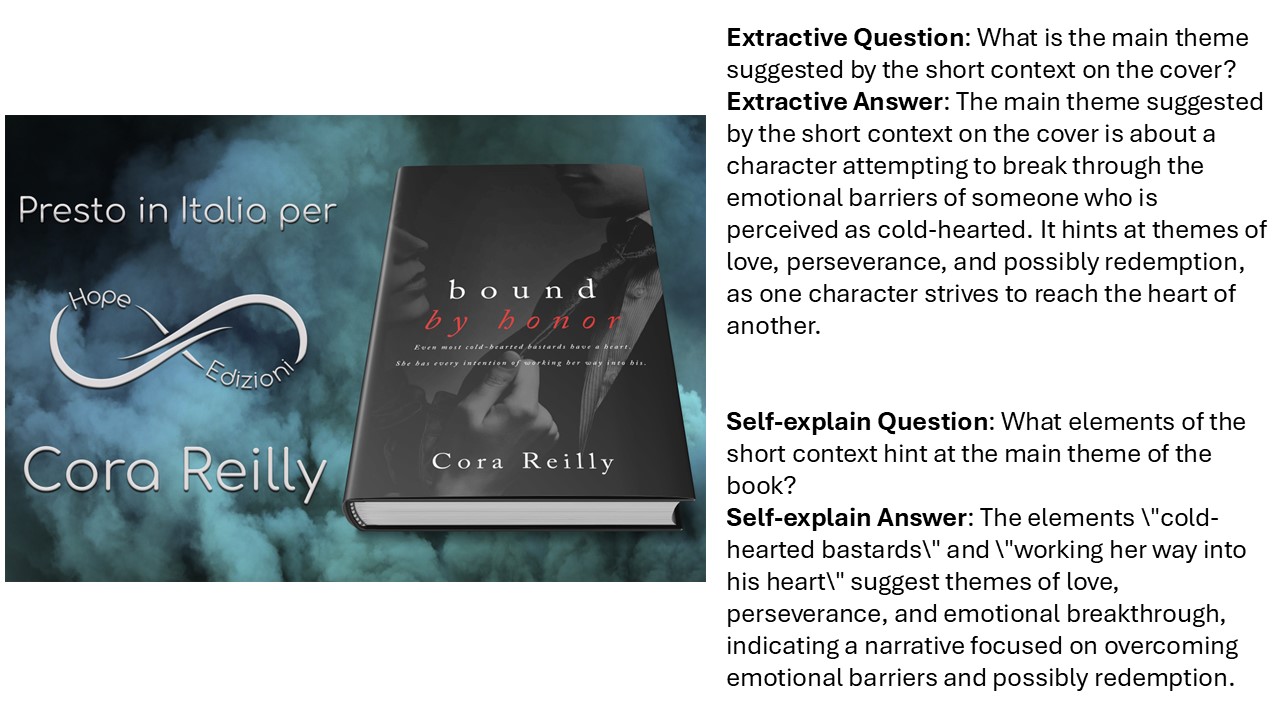 Presto in Italia per
Hope
Edizioni
Cora Reilly
bound
by honor
Even most cold-hearted bastards have a heart.
She has every intention of working her way into his.
Cora Reilly
Extractive Question: What is the main theme
suggested by the short context on the cover?
Extractive Answer: The main theme suggested
by the short context on the cover is about a
character attempting to break through the
emotional barriers of someone who is
perceived as cold-hearted. It hints at themes of
love, perseverance, and possibly redemption,
as one character strives to reach the heart of
another.
Self-explain Question: What elements of the
short context hint at the main theme of the
book?
Self-explain Answer: The elements \"cold-
hearted bastards\" and \"working her way into
his heart\" suggest themes of love,
perseverance, and emotional breakthrough,
indicating a narrative focused on overcoming
emotional barriers and possibly redemption.